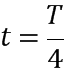 t = T/4